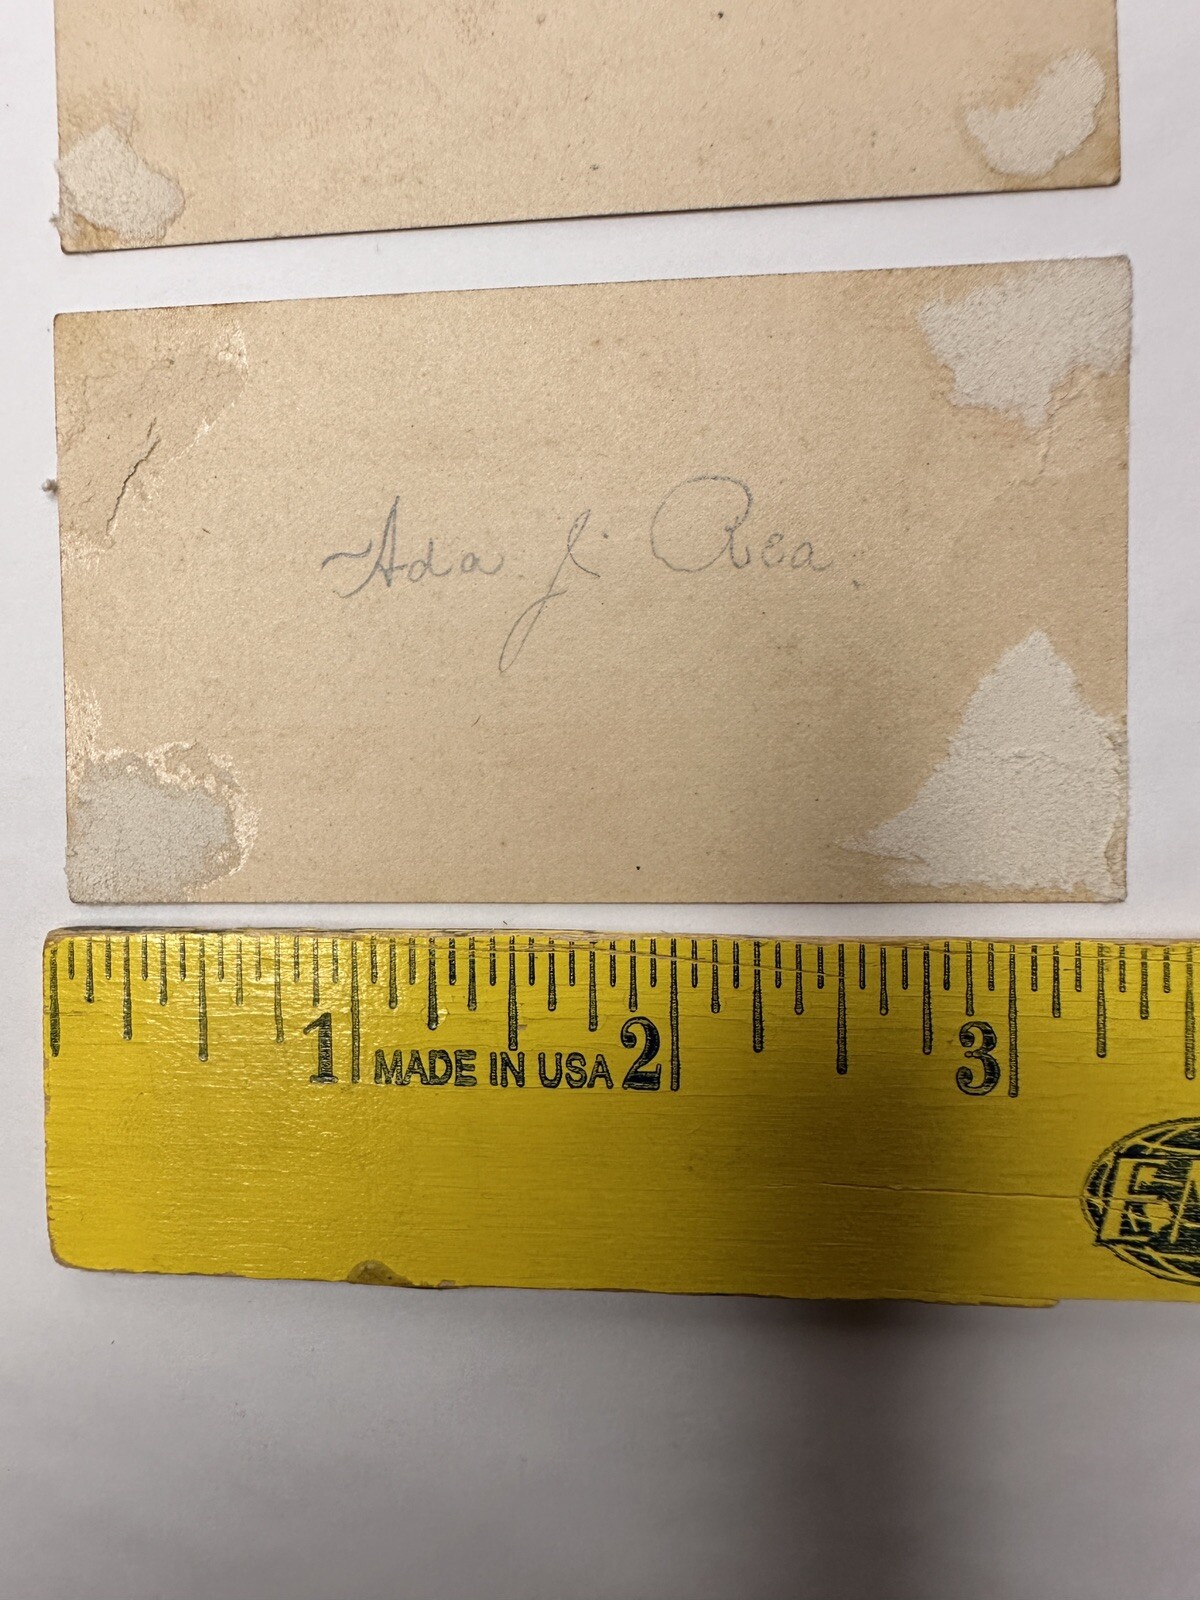 Ada J. Rea.
1 MADE IN USA 2 3